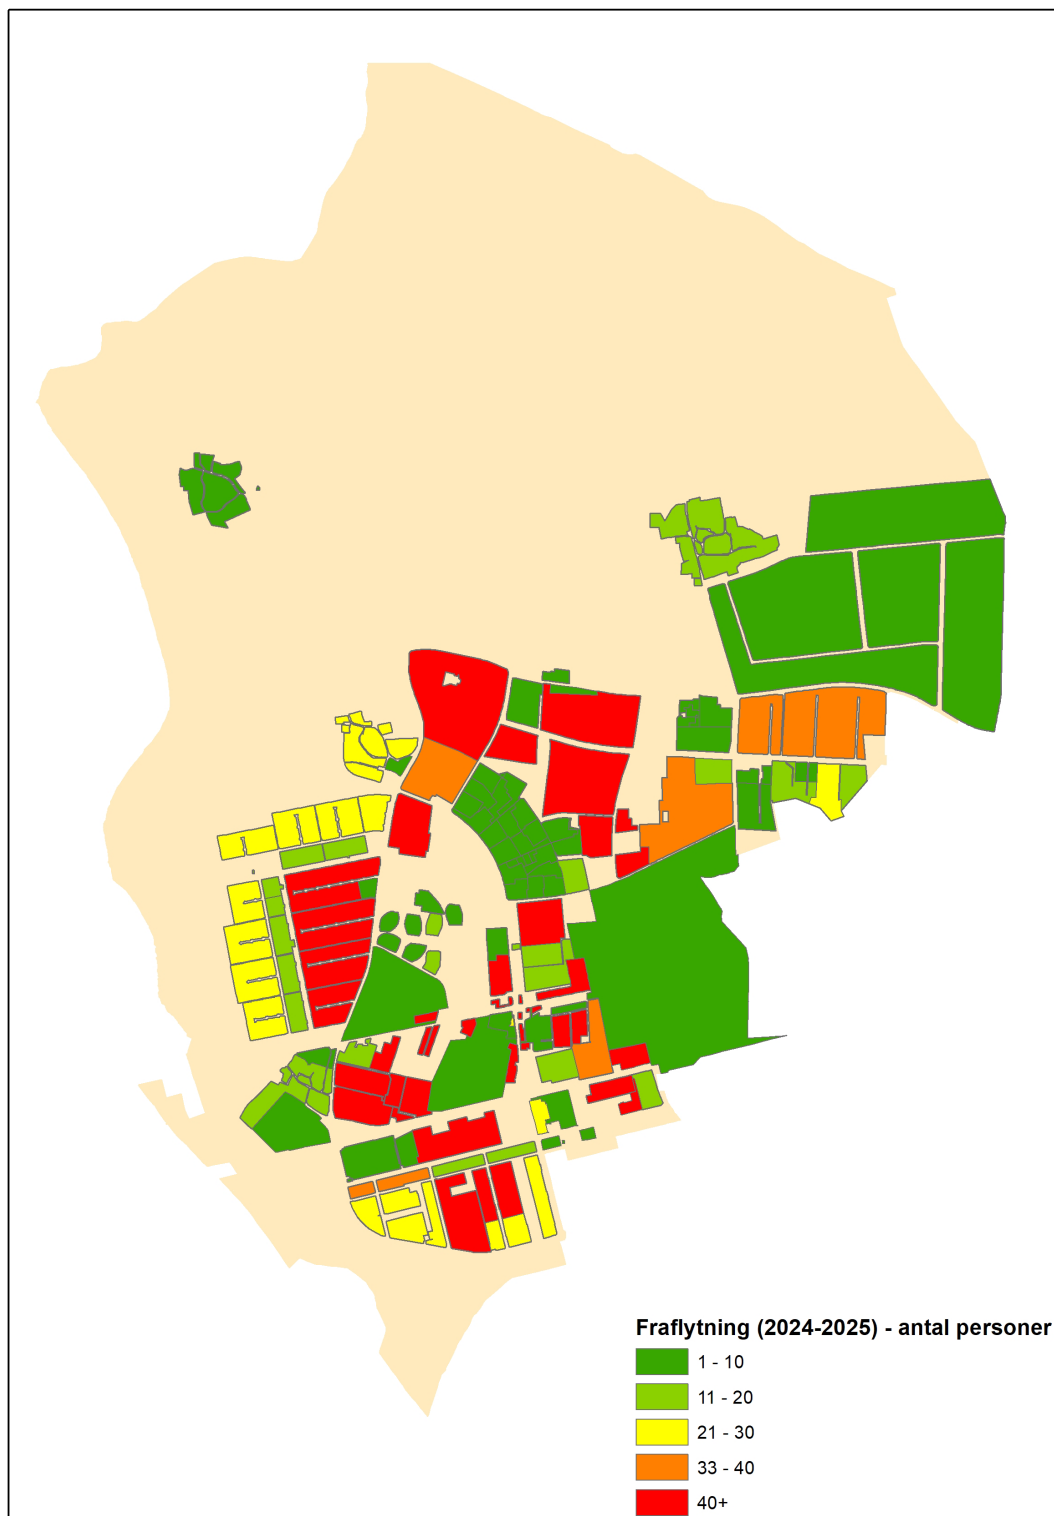 Fraflytning (2024-2025) - antal personer
1 - 10
11 - 20
21 - 30
33 - 40
40+